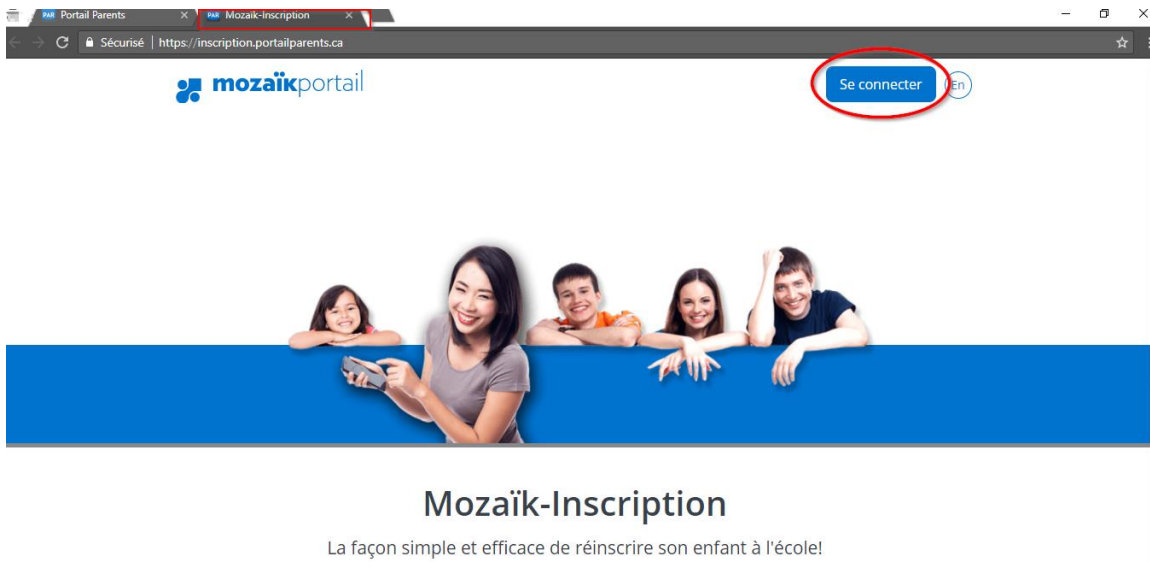 Portail Parents
Mozaik-Inscription
Sécurisé | https://inscription.portailparents.ca
mozaïkportail
Se connecter
En
Mozaïk-Inscription
La façon simple et efficace de réinscrire son enfant à l'école!